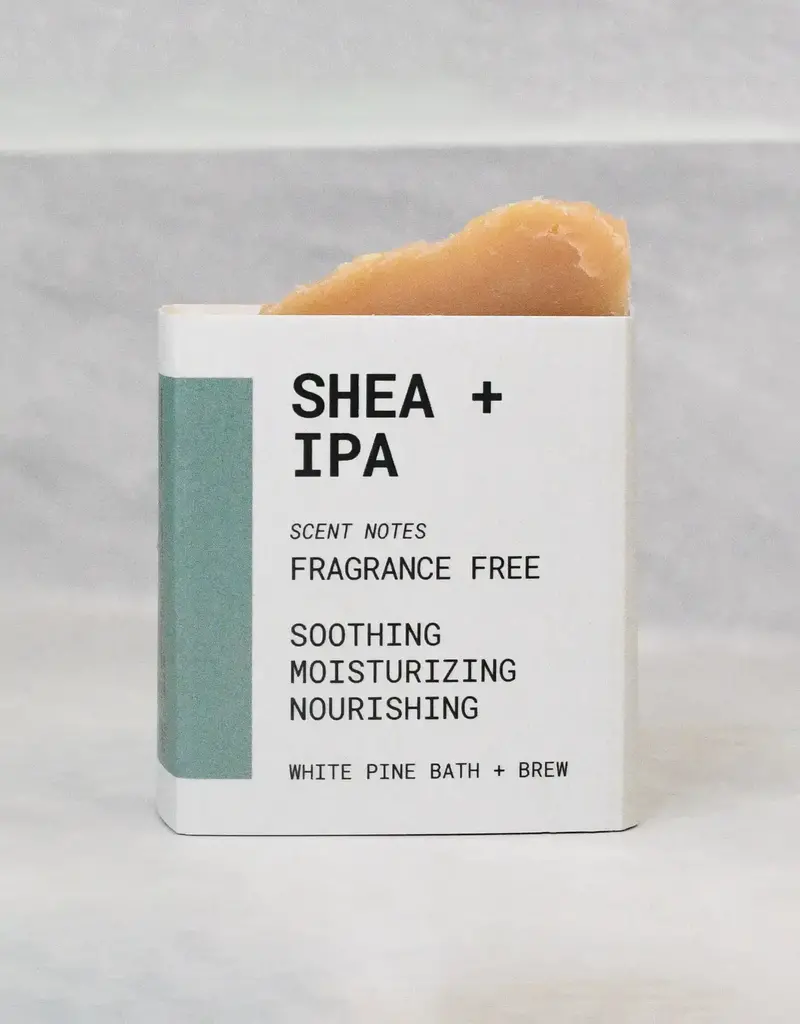 SHEA +
IPA
SCENT NOTES
FRAGRANCE FREE
SOOTHING
MOISTURIZING
NOURISHING
WHITE PINE BATH + BREW